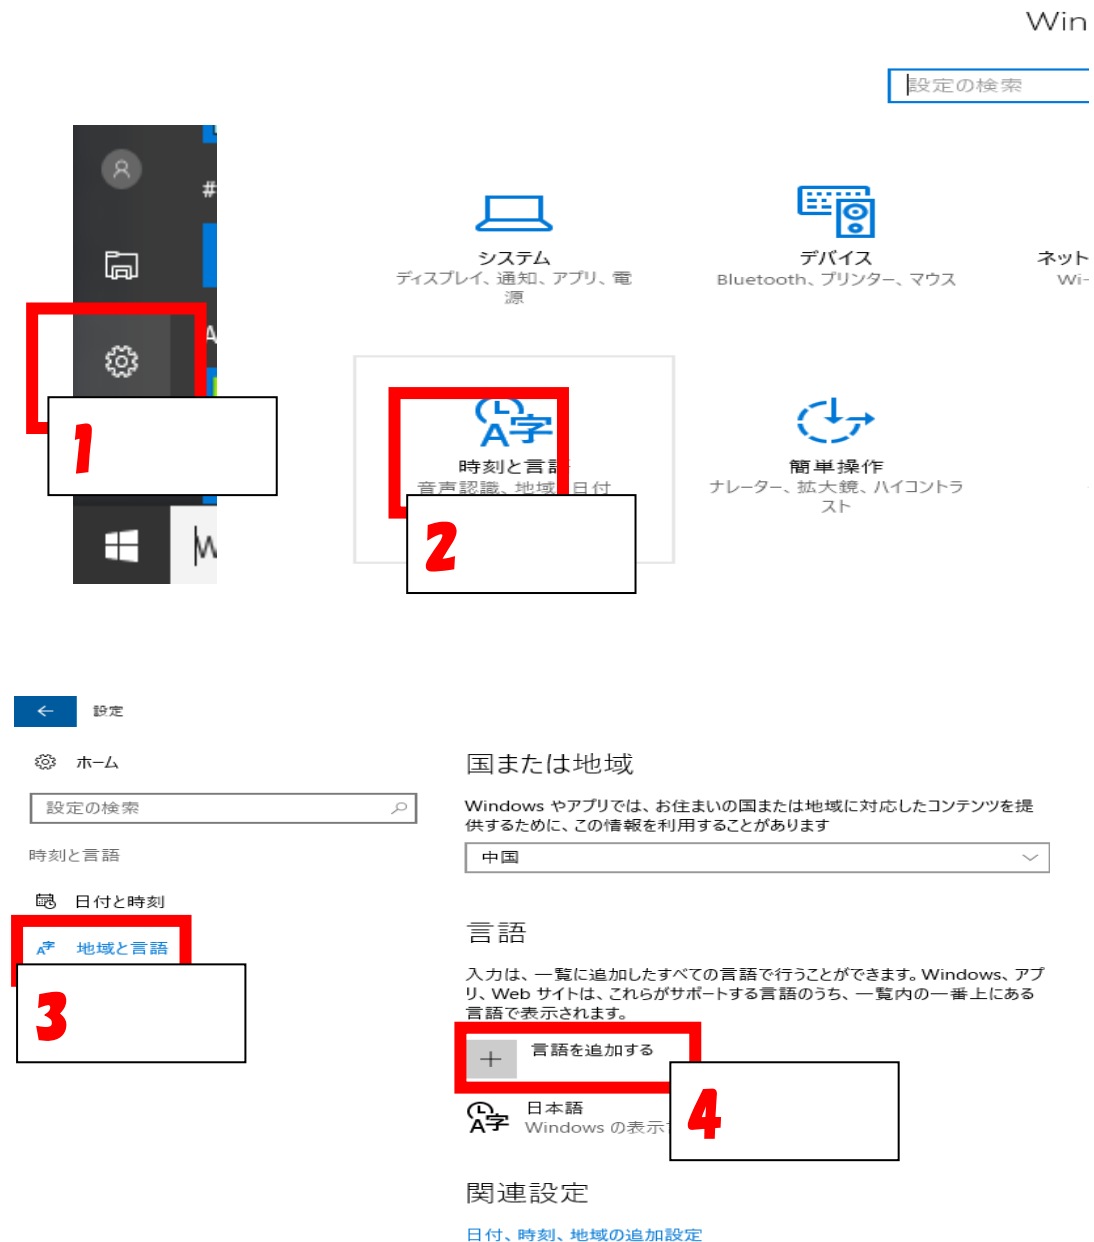 Win
設定の検索
#
システム
ディスプレイ、通知、アプリ、電
源
デバイス
Bluetooth、プリンター、マウス
ネット
Wi-
A
1
時刻と言語
音声認識、地域、日付
2
簡単操作
ナレーター、拡大鏡、ハイコントラ
スト
W
設定
ホーム
設定の検索
時刻と言語
日付と時刻
地域と言語
3
国または地域
Windows やアプリでは、お住まいの国または地域に対応したコンテンツを提
供するために、この情報を利用することがあります
中国
言語
入力は、一覧に追加したすべての言語で行うことができます。Windows、アプ
リ、Web サイトは、これらがサポートする言語のうち、一覧内の一番上にある
言語で表示されます。
言語を追加する
4
日本語
Windows の表示
関連設定
日付、時刻、地域の追加設定